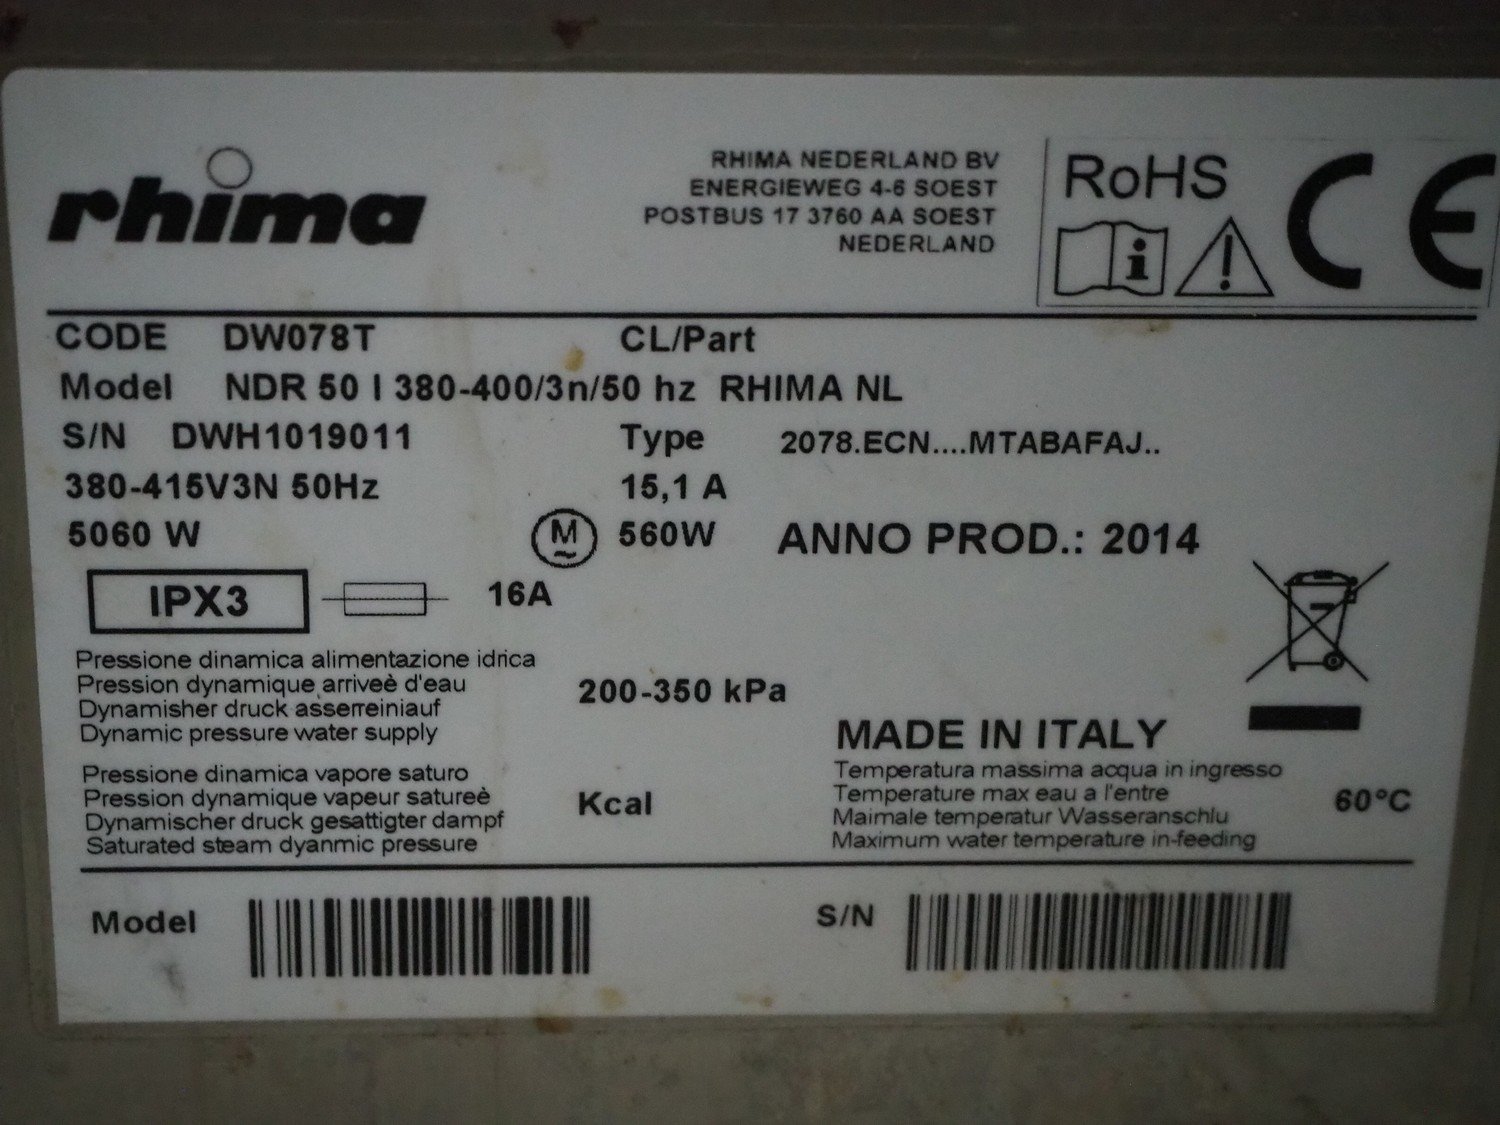 rhima
RHIMA NEDERLAND BV
ENERGIEWEG 4-6 SOEST
POSTBUS 17 3760 AA SOEST
NEDERLAND
RoHS
CE
CODE DW078T CL/Part
Model NDR 50 I 380-400/3n/50 hz RHIMA NL
S/N DWH1019011 Type 2078.ECN....MTABAFAJ..
380-415V3N 50Hz 15,1 A
5060 W M 560W ANNO PROD.: 2014
IPX3 16A
Pressione dinamica alimentazione idrica
Pression dynamique arriveè d'eau
Dynamisher druck asserreiniauf
Dynamic pressure water supply
200-350 kPa
MADE IN ITALY
Pressione dinamica vapore saturo
Pression dynamique vapeur satureè
Dynamischer druck gesattigter dampf
Saturated steam dyanmic pressure
Kcal
Temperatura massima acqua in ingresso
Temperature max eau a l'entre
Maimale temperatur Wasseranschlu
Maximum water temperature in-feeding
60°C
Model S/N